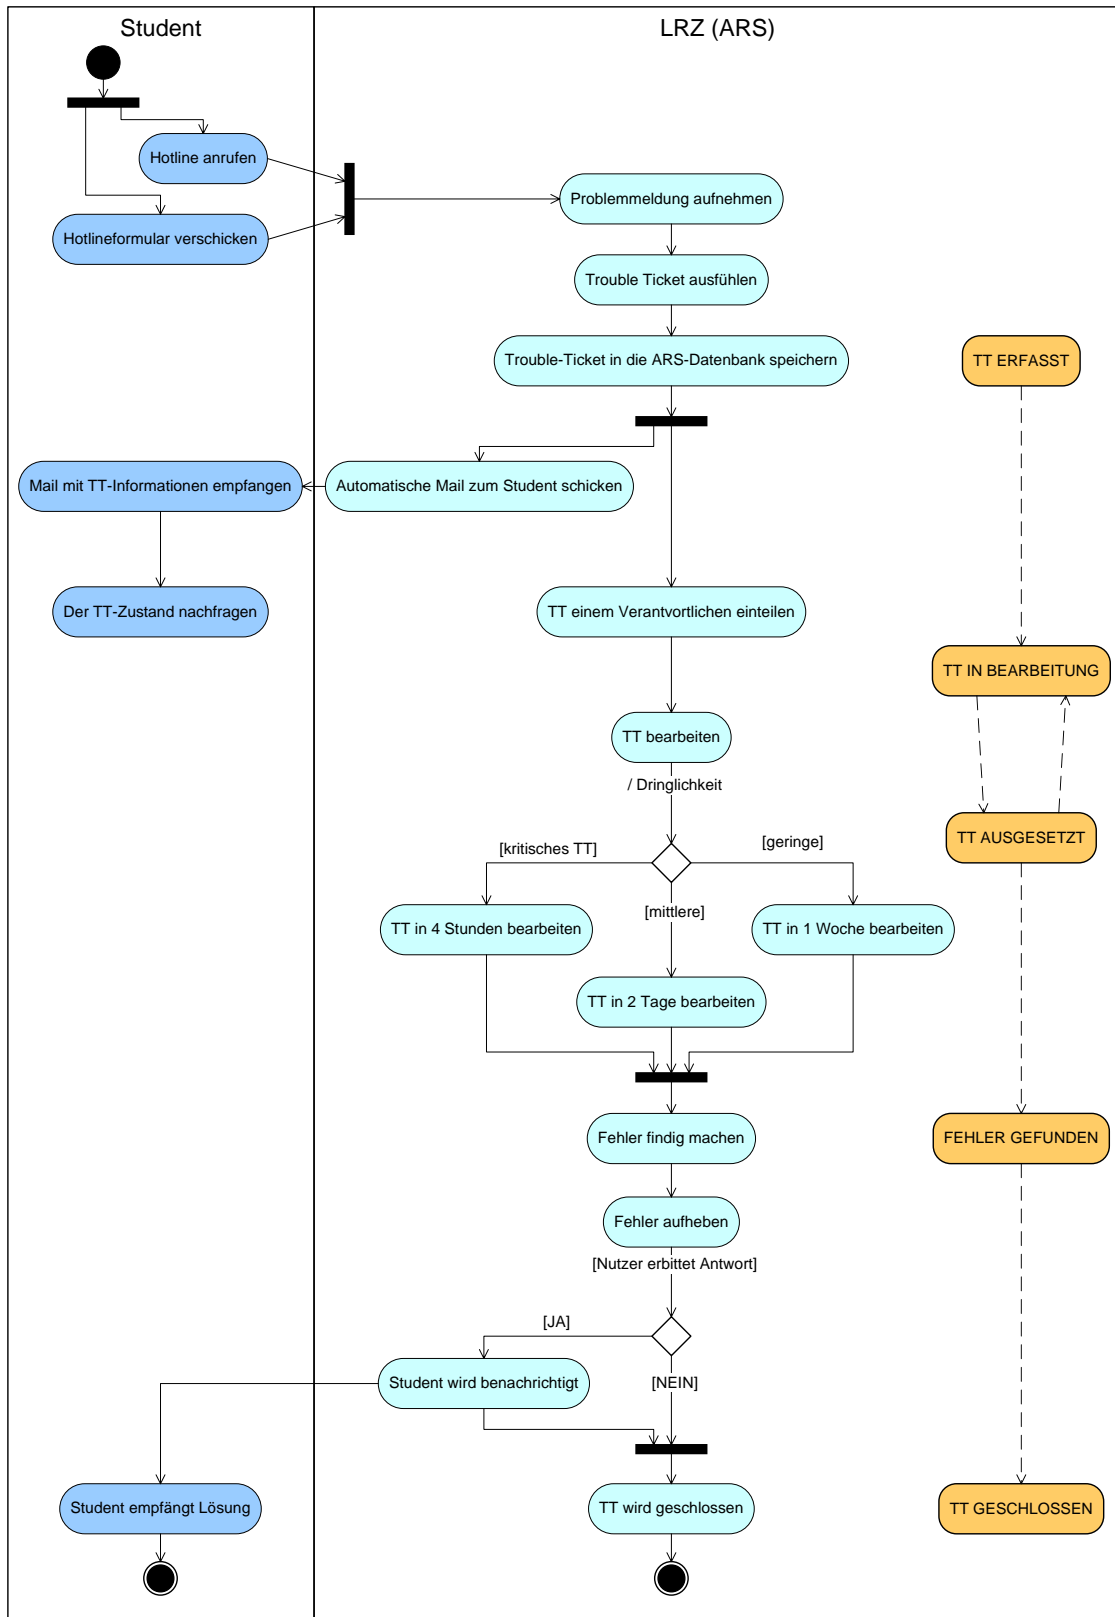 Student
LRZ (ARS)
Hotline anrufen
Problemmeldung aufnehmen
Hotlineformular verschicken
Trouble Ticket ausfühlen
Trouble-Ticket in die ARS-Datenbank speichern
TT ERFASST
Mail mit TT-Informationen empfangen
Automatische Mail zum Student schicken
Der TT-Zustand nachfragen
TT einem Verantvortlichen einteilen
TT IN BEARBEITUNG
TT bearbeiten
/ Dringlichkeit
TT AUSGESETZT
[kritisches TT]
[geringe]
[mittlere]
TT in 4 Stunden bearbeiten
TT in 1 Woche bearbeiten
TT in 2 Tage bearbeiten
Fehler findig machen
FEHLER GEFUNDEN
Fehler aufheben
[Nutzer erbittet Antwort]
[JA]
Student wird benachrichtigt
[NEIN]
Student empfängt Lösung
TT wird geschlossen
TT GESCHLOSSEN